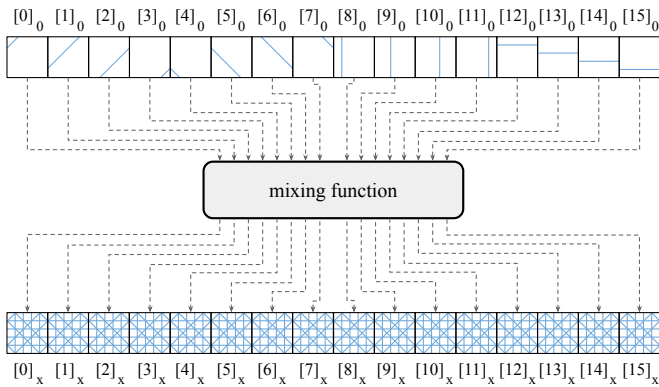 [0]₀ [1]₀ [2]₀ [3]₀ [4]₀ [5]₀ [6]₀ [7]₀ [8]₀ [9]₀ [10]₀ [11]₀ [12]₀ [13]₀ [14]₀ [15]₀
mixing function
[0]ₓ [1]ₓ [2]ₓ [3]ₓ [4]ₓ [5]ₓ [6]ₓ [7]ₓ [8]ₓ [9]ₓ [10]ₓ [11]ₓ [12]ₓ [13]ₓ [14]ₓ [15]ₓ